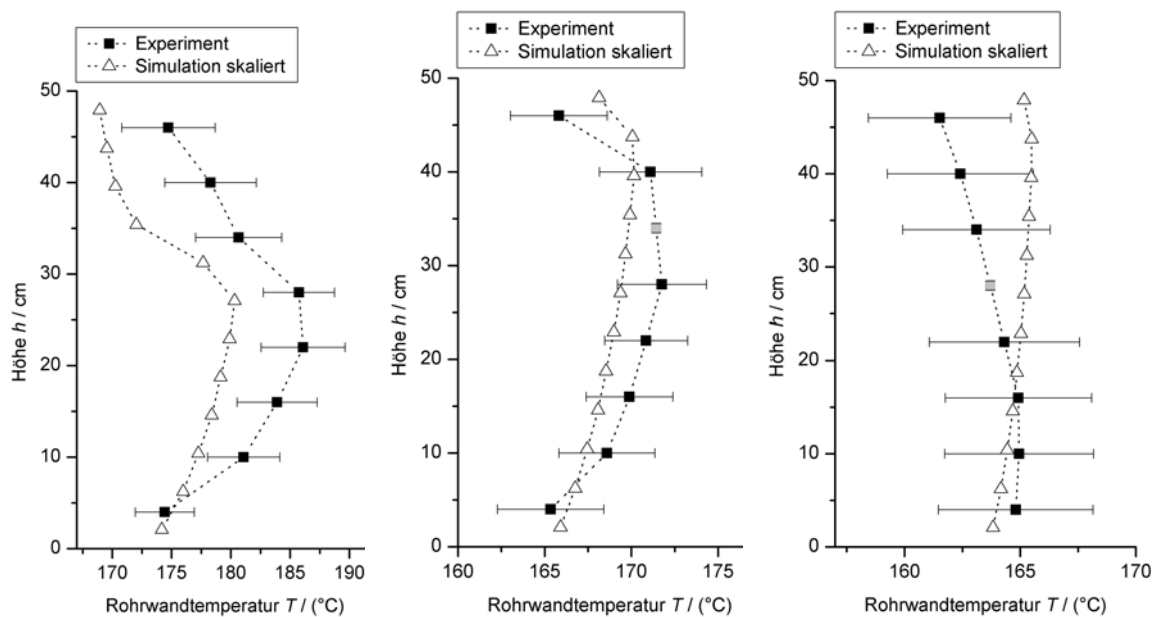 Experiment
Simulation skaliert
50
40
30
20
10
0
Höhe h / cm
170 175 180 185 190
Rohrwandtemperatur T / (°C)
Experiment
Simulation skaliert
50
40
30
20
10
0
Höhe h / cm
160 165 170 175
Rohrwandtemperatur T / (°C)
Experiment
Simulation skaliert
50
40
30
20
10
0
Höhe h / cm
160 165 170
Rohrwandtemperatur T / (°C)